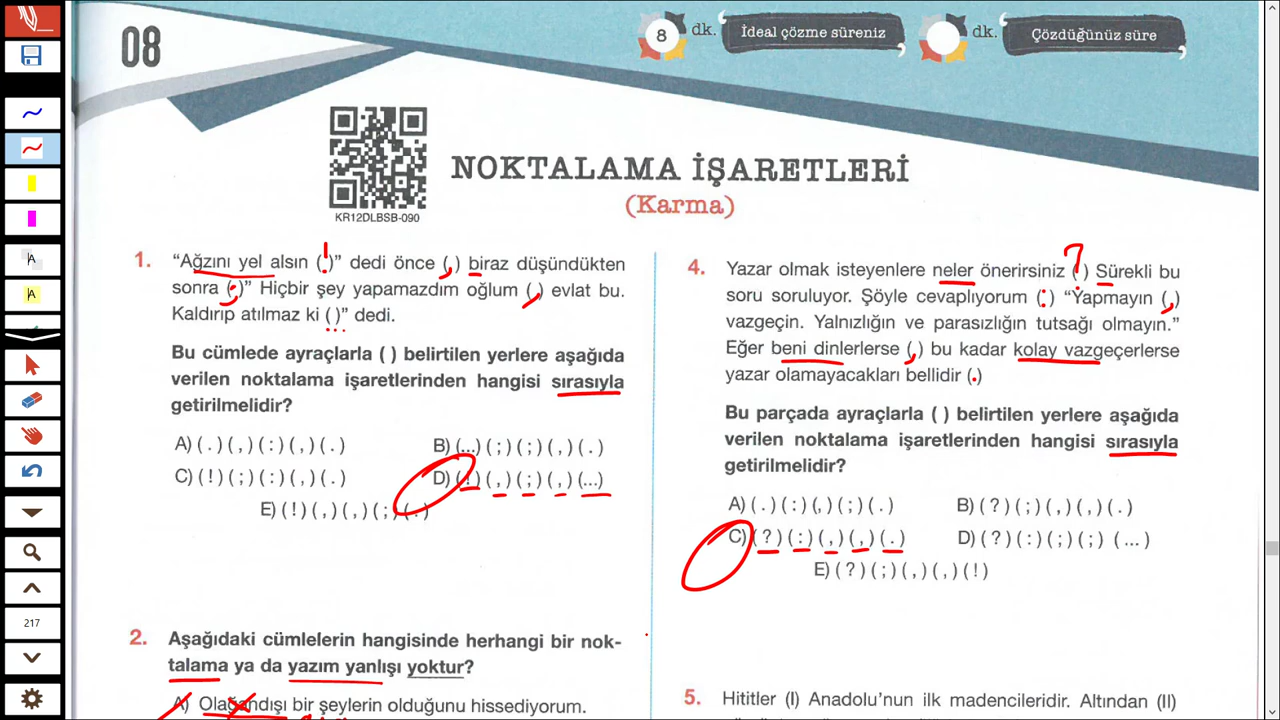 08
8 dk. İdeal çözme süreniz
dk. Çözdüğünüz süre
KR12DLBSB-090
NOKTALAMA İŞARETLERİ
(Karma)
1. “Ağzını yel alsın (!)” dedi önce (,) biraz düşündükten
sonra (;)” Hiçbir şey yapamazdım oğlum (,) evlat bu.
Kaldırıp atılmaz ki (...)” dedi.
Bu cümlede ayraçlarla ( ) belirtilen yerlere aşağıda
verilen noktalama işaretlerinden hangisi sırasıyla
getirilmelidir?
A) ( . ) ( , ) ( : ) ( , ) ( . )
B) (...) ( ; ) ( ; ) ( , ) ( . )
C) ( ! ) ( ; ) ( : ) ( , ) ( . )
D) ( ! ) ( , ) ( ; ) ( , ) (...)
E) ( ! ) ( , ) ( , ) ( ; ) ( . )
2. Aşağıdaki cümlelerin hangisinde herhangi bir nok-
talama ya da yazım yanlışı yoktur?
A) Olağandışı bir şeylerin olduğunu hissediyorum.
4. Yazar olmak isteyenlere neler önerirsiniz (?) Sürekli bu
soru soruluyor. Şöyle cevaplıyorum (:) “Yapmayın (,)
vazgeçin. Yalnızlığın ve parasızlığın tutsağı olmayın.”
Eğer beni dinlerlerse (,) bu kadar kolay vazgeçerlerse
yazar olamayacakları bellidir (.)
Bu parçada ayraçlarla ( ) belirtilen yerlere aşağıda
verilen noktalama işaretlerinden hangisi sırasıyla
getirilmelidir?
A) ( . ) ( : ) ( , ) ( ; ) ( . )
B) ( ? ) ( ; ) ( , ) ( , ) ( . )
C) ( ? ) ( : ) ( , ) ( , ) ( . )
D) ( ? ) ( : ) ( ; ) ( ; ) (...)
E) ( ? ) ( ; ) ( , ) ( , ) ( ! )
5. Hititler (I) Anadolu’nun ilk madencileridir. Altından (II)
A
A
217